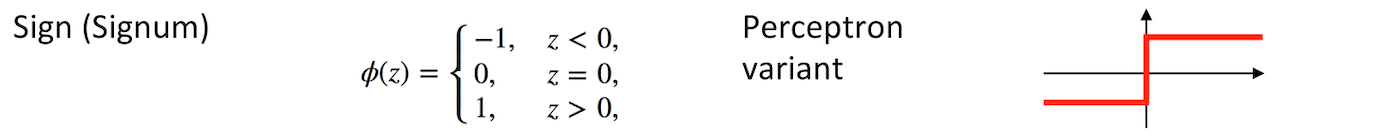 Sign (Signum)
ϕ(z) = { −1, z < 0,
0, z = 0,
1, z > 0,
Perceptron
variant